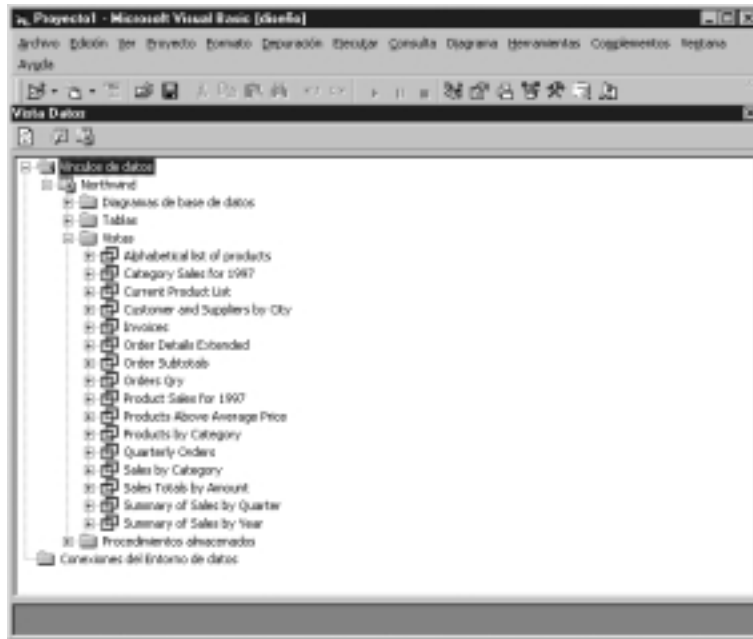 Proyecto1 - Microsoft Visual Basic [diseño]
Archivo Edición Ver Proyecto Formato Depuración Ejecutar Consulta Diagrama Herramientas Complementos Ventana
Ayuda
Vista Datos
Vínculos de datos
Northwind
Diagramas de base de datos
Tablas
Vistas
Alphabetical list of products
Category Sales for 1997
Current Product List
Customer and Suppliers by City
Invoices
Order Details Extended
Order Subtotals
Orders Qry
Product Sales for 1997
Products Above Average Price
Products by Category
Quarterly Orders
Sales by Category
Sales Totals by Amount
Summary of Sales by Quarter
Summary of Sales by Year
Procedimientos almacenados
Conexiones del Entorno de datos